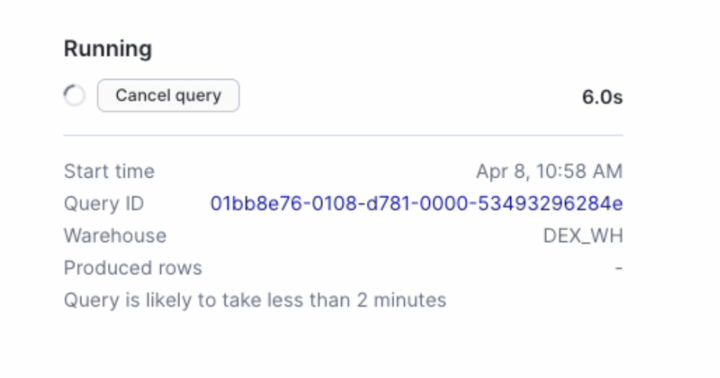 Running
Cancel query 6.0s
Start time Apr 8, 10:58 AM
Query ID 01bb8e76-0108-d781-0000-53493296284e
Warehouse DEX_WH
Produced rows -
Query is likely to take less than 2 minutes